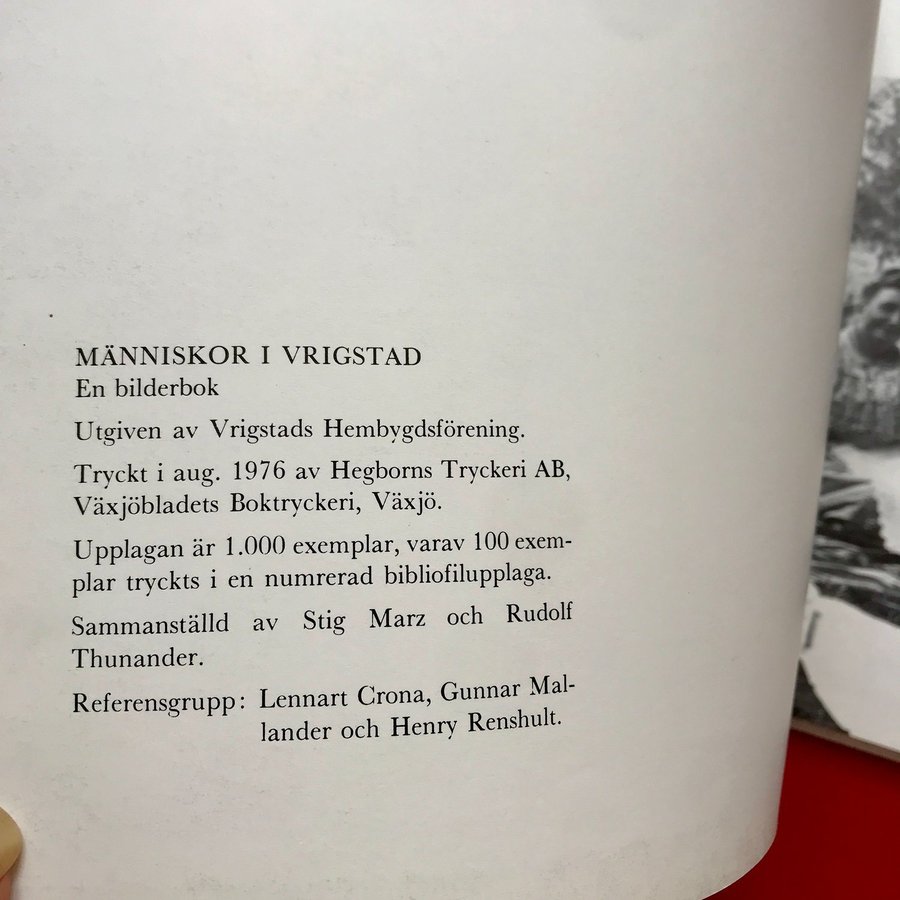 MÄNNISKOR I VRIGSTAD
En bilderbok
Utgiven av Vrigstads Hembygdsförening.
Tryckt i aug. 1976 av Hegborns Tryckeri AB,
Växjöbladets Boktryckeri, Växjö.
Upplagan är 1.000 exemplar, varav 100 exem-
plar tryckts i en numrerad bibliofilupplaga.
Sammanställd av Stig Marz och Rudolf
Thunander.
Referensgrupp: Lennart Crona, Gunnar Mal-
lander och Henry Renshult.